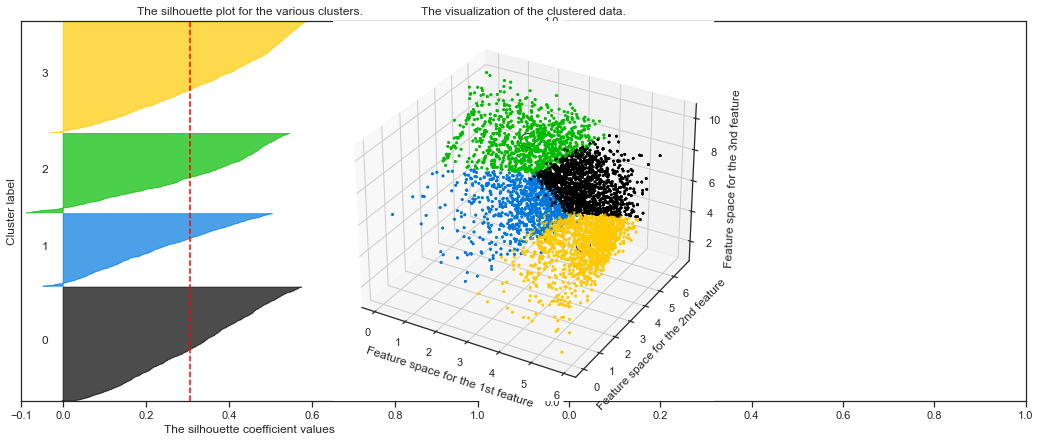 The silhouette plot for the various clusters.
The visualization of the clustered data.
Cluster label
3
2
1
0
-0.1 0.0 0.2 0.4 0.6 1.0
The silhouette coefficient values
0 1 2 3 4 5 6
Feature space for the 1st feature
0 1 2 3 4 5 6
Feature space for the 2nd feature
2 4 6 8 10
Feature space for the 3nd feature
0.0 0.2 0.4 0.6 0.8 1.0